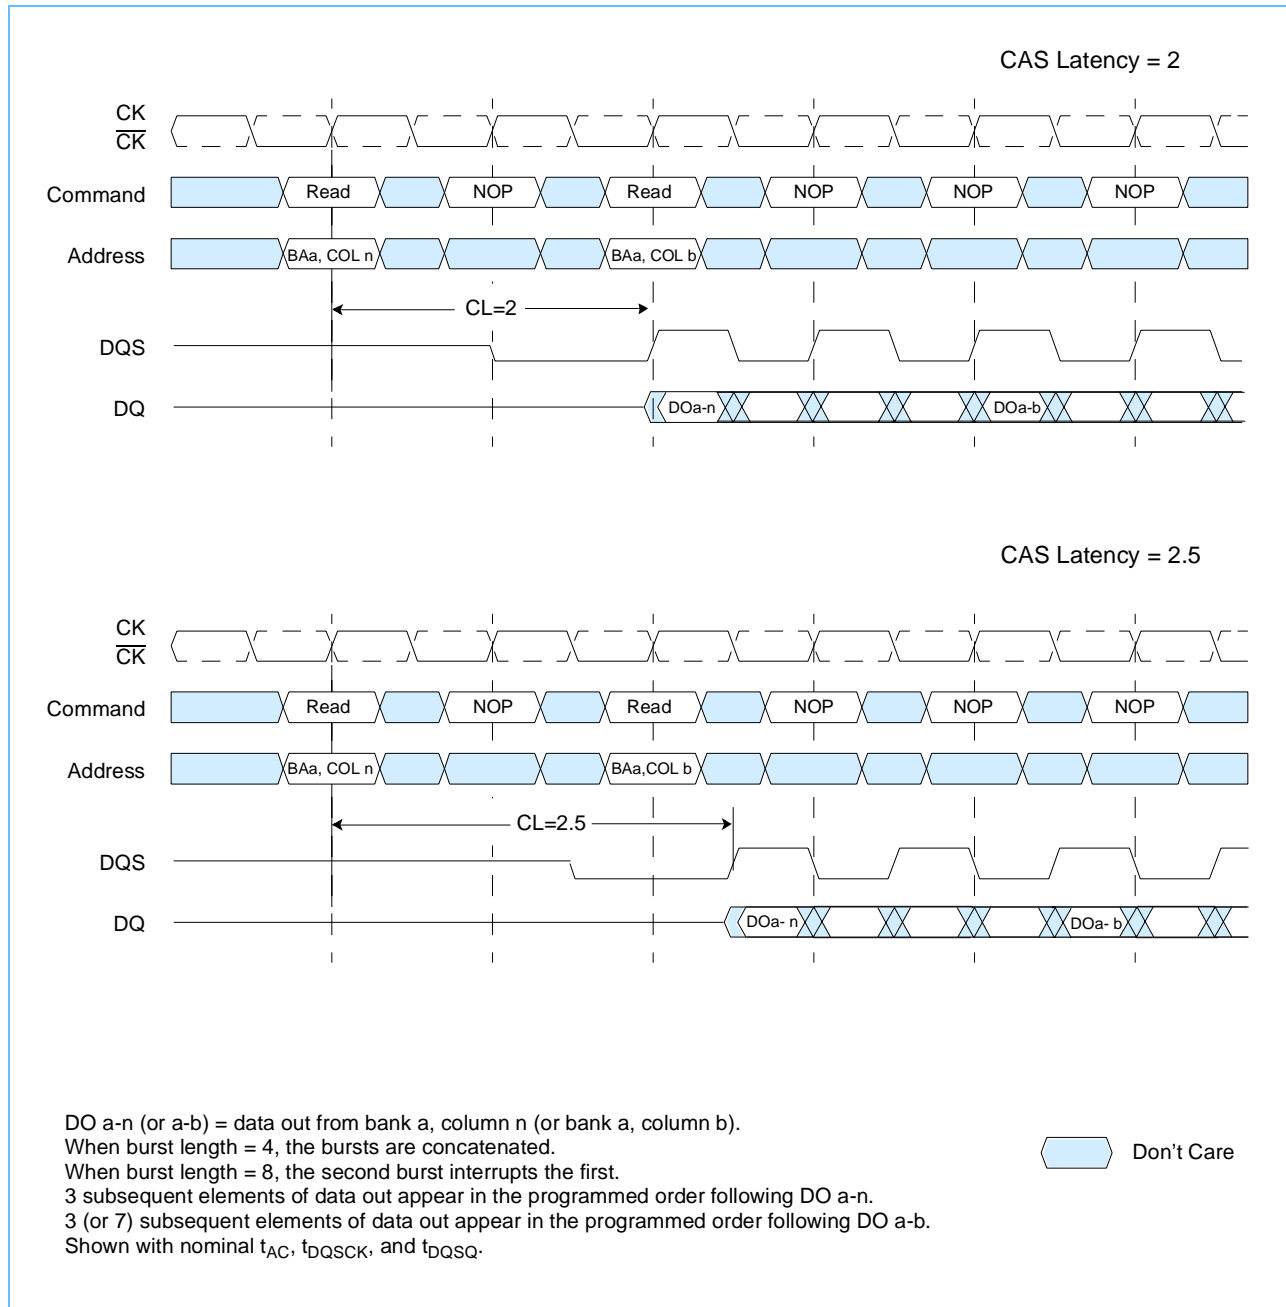 CAS Latency = 2
CK
CK
Command
Read
NOP
Read
NOP
NOP
NOP
Address
BAa, COL n
BAa, COL b
CL=2
DQS
DQ
DOa-n
DOa-b
CAS Latency = 2.5
CK
CK
Command
Read
NOP
Read
NOP
NOP
NOP
Address
BAa, COL n
BAa,COL b
CL=2.5
DQS
DQ
DOa- n
DOa- b
DO a-n (or a-b) = data out from bank a, column n (or bank a, column b).
When burst length = 4, the bursts are concatenated.
When burst length = 8, the second burst interrupts the first.
3 subsequent elements of data out appear in the programmed order following DO a-n.
3 (or 7) subsequent elements of data out appear in the programmed order following DO a-b.
Shown with nominal tAC, tDQSCK, and tDQSQ.
Don't Care